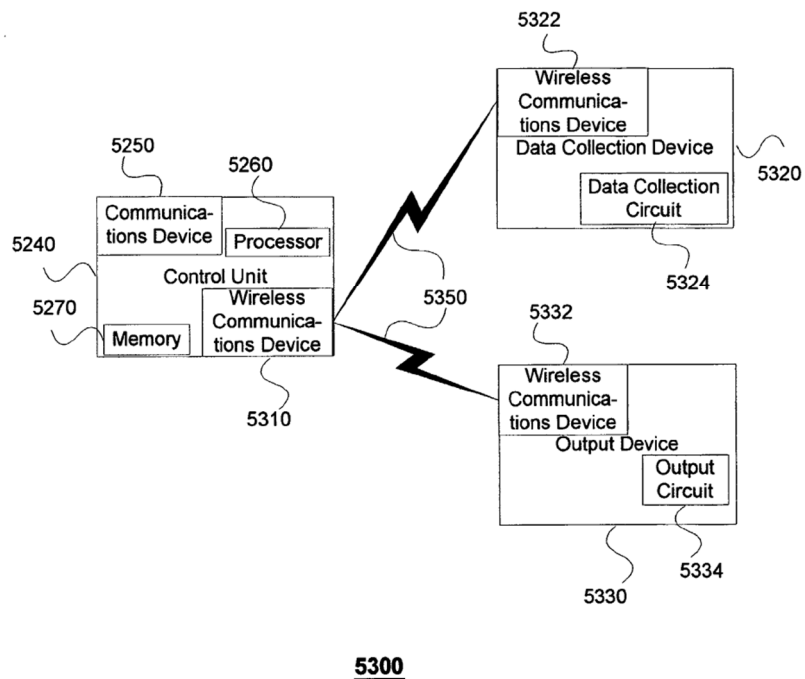 5322
Wireless
Communica-
tions Device
Data Collection Device
5320
Data Collection
Circuit
5324
5250
5260
Communica-
tions Device
Processor
5240
Control Unit
5270
Wireless
Communica-
tions Device
Memory
5310
5350
5332
Wireless
Communica-
tions Device
Output Device
Output
Circuit
5334
5330
5300